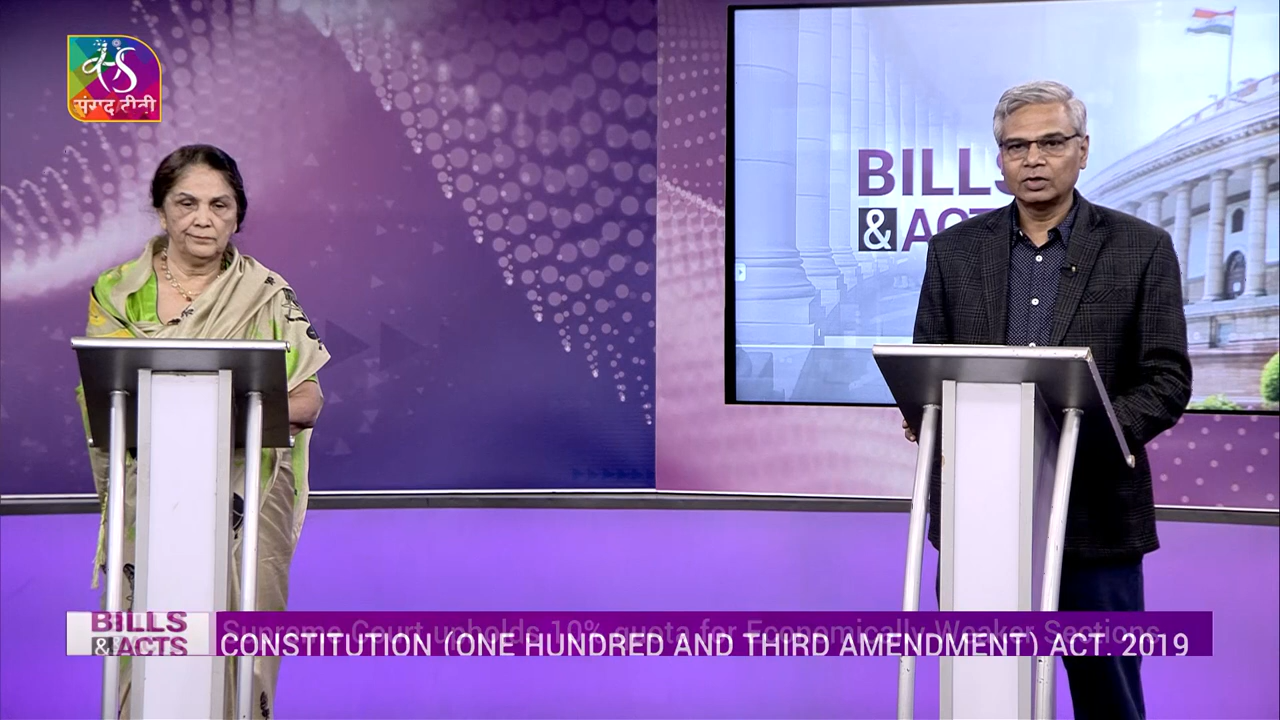 संसद टीवी
BILLS
& ACTS
BILLS
&ACTS
Supreme Court upholds 10% quota for Economically Weaker Sections
CONSTITUTION (ONE HUNDRED AND THIRD AMENDMENT) ACT, 2019